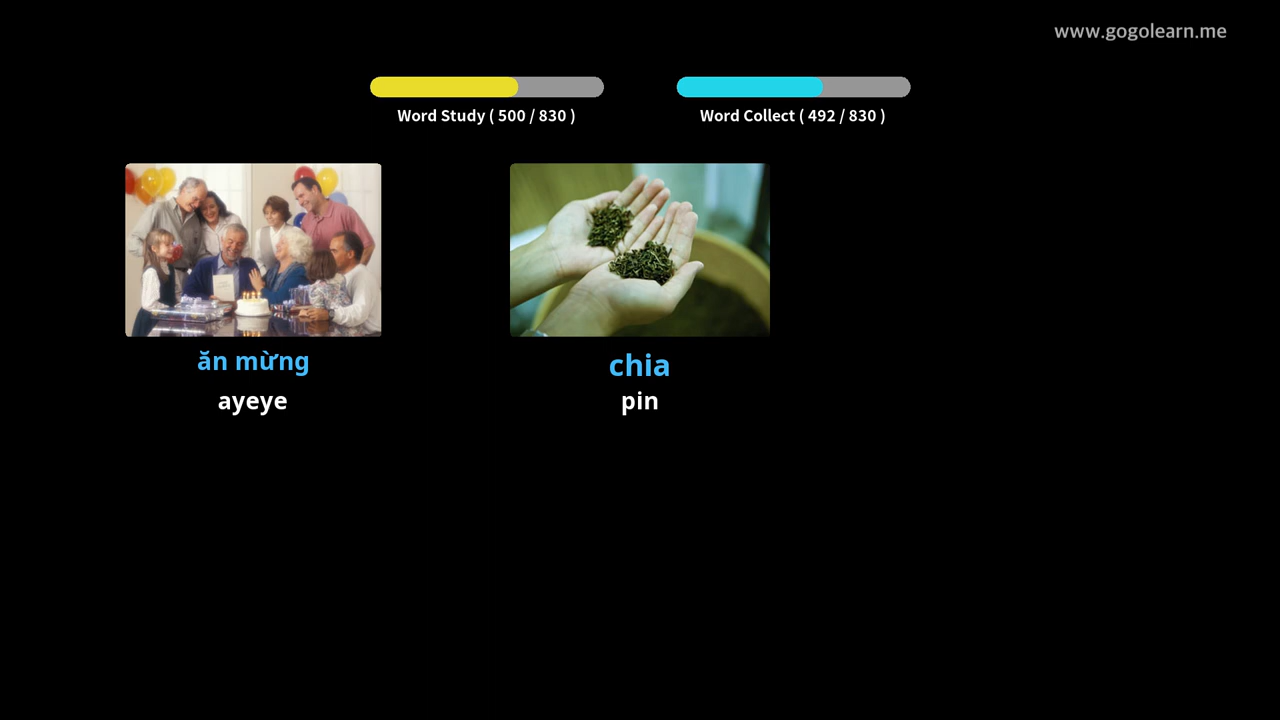 www.gogolearn.me
Word Study ( 500 / 830 )
Word Collect ( 492 / 830 )
ăn mừng
ayeye
chia
pin